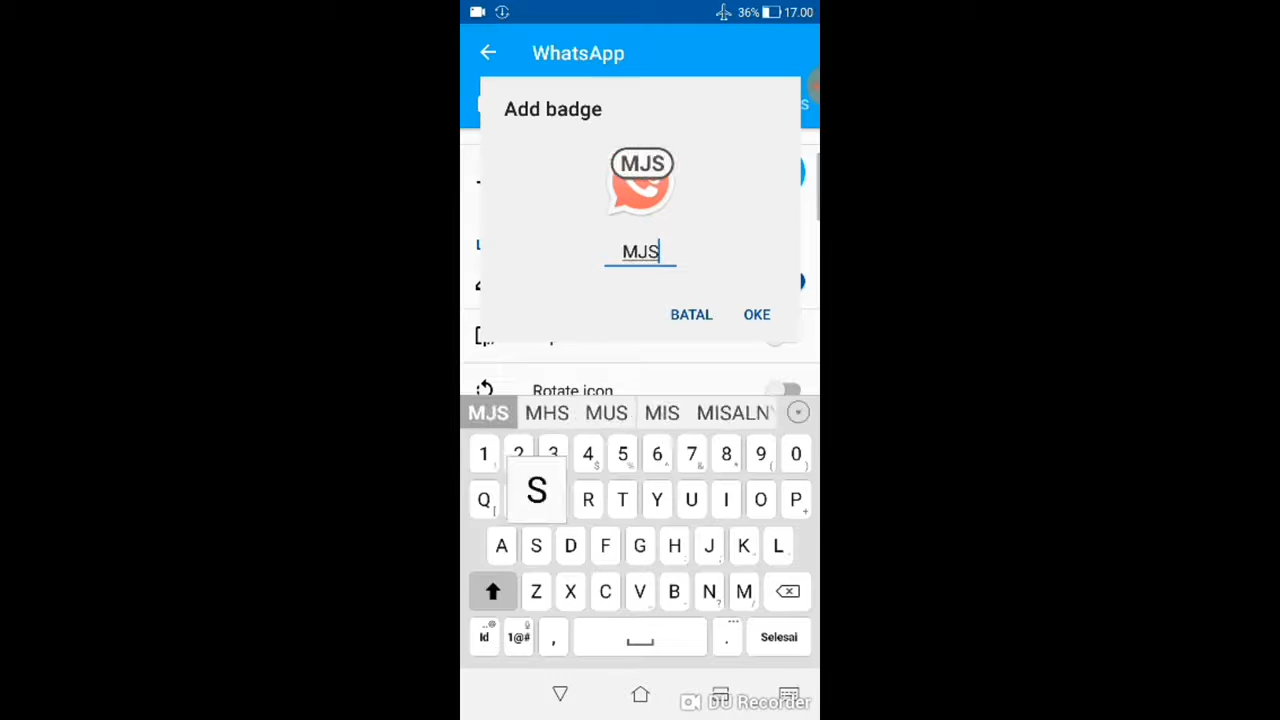 36% 17.00
WhatsApp
Add badge
MJS
MJS
BATAL OKE
Rotate icon
MJS MHS MUS MIS MISALNY
1 2 3 4 5 6 7 8 9 0
S
Q R T Y U I O P
A S D F G H J K L
Z X C V B N M
Id 1@# , . Selesai
DU Recorder